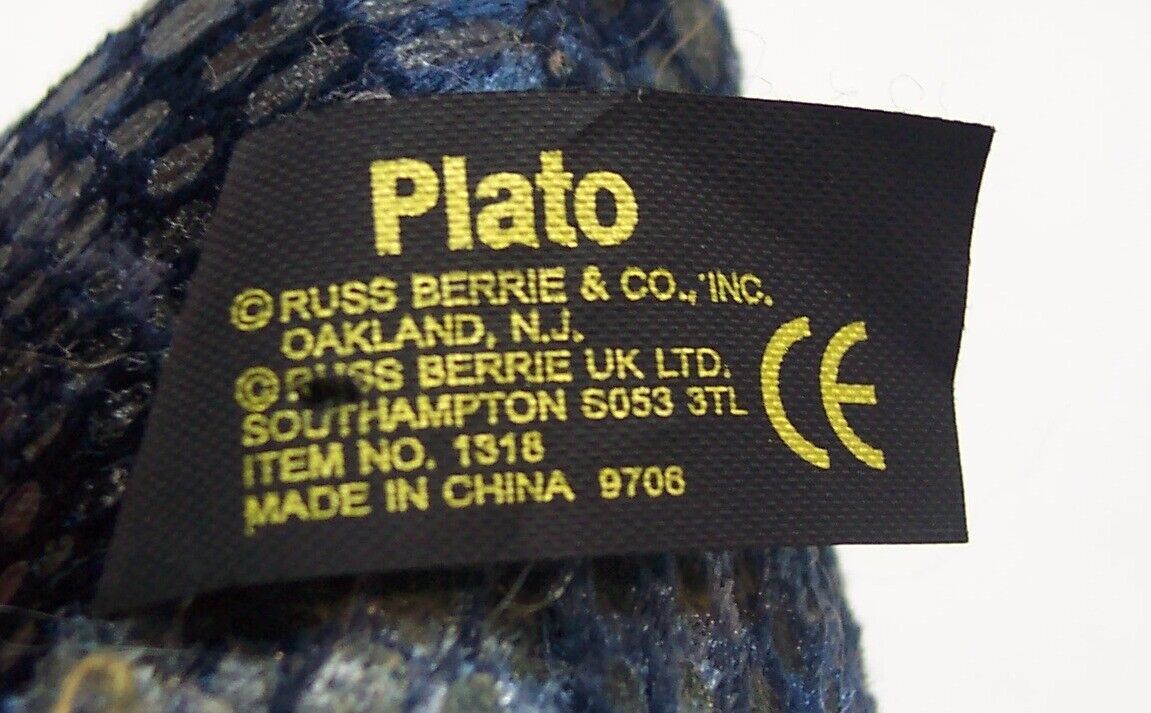 Plato
© RUSS BERRIE & CO., INC.
OAKLAND, N.J.
© RUSS BERRIE UK LTD.
SOUTHAMPTON S053 3TL
ITEM NO. 1318
MADE IN CHINA 9706
CE